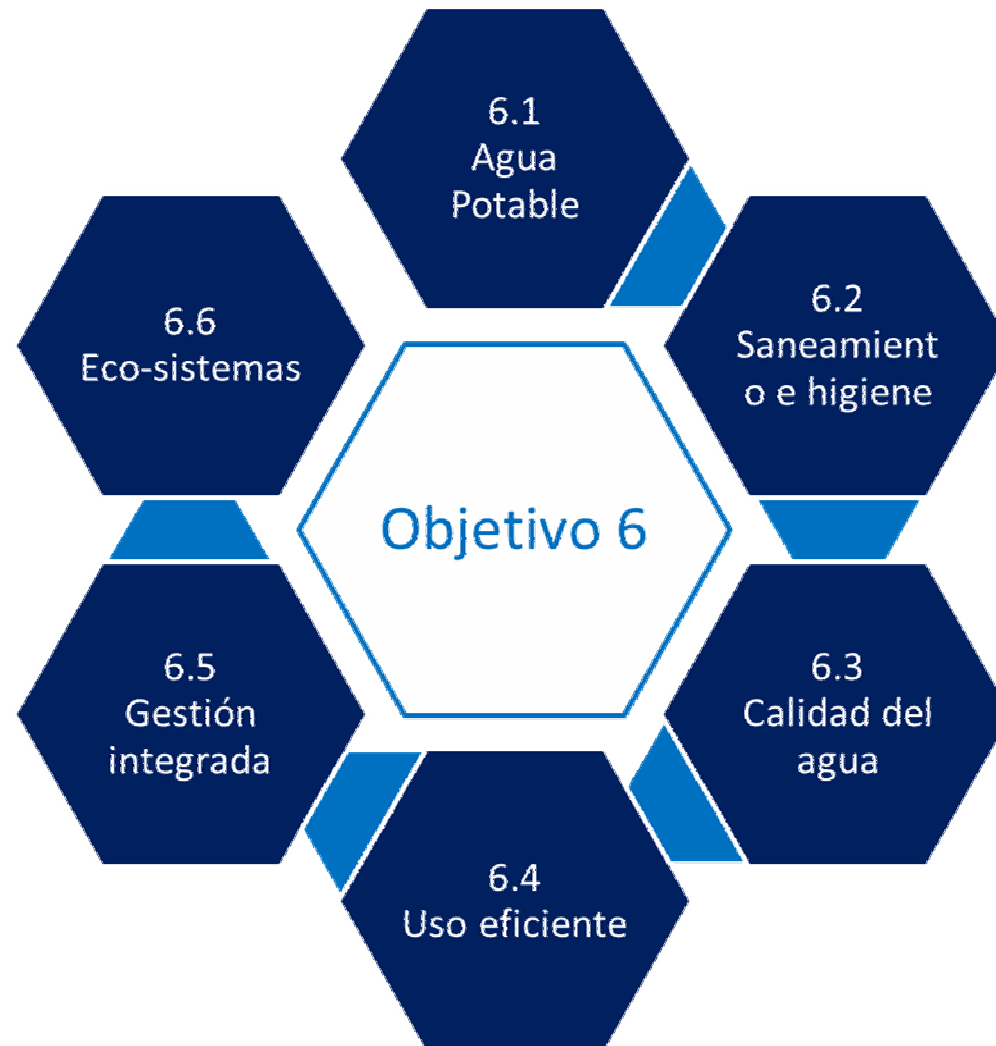 6.1
Agua
Potable
6.2
Saneamient
o e higiene
6.3
Calidad del
agua
6.4
Uso eficiente
6.5
Gestión
integrada
6.6
Eco-sistemas
Objetivo 6